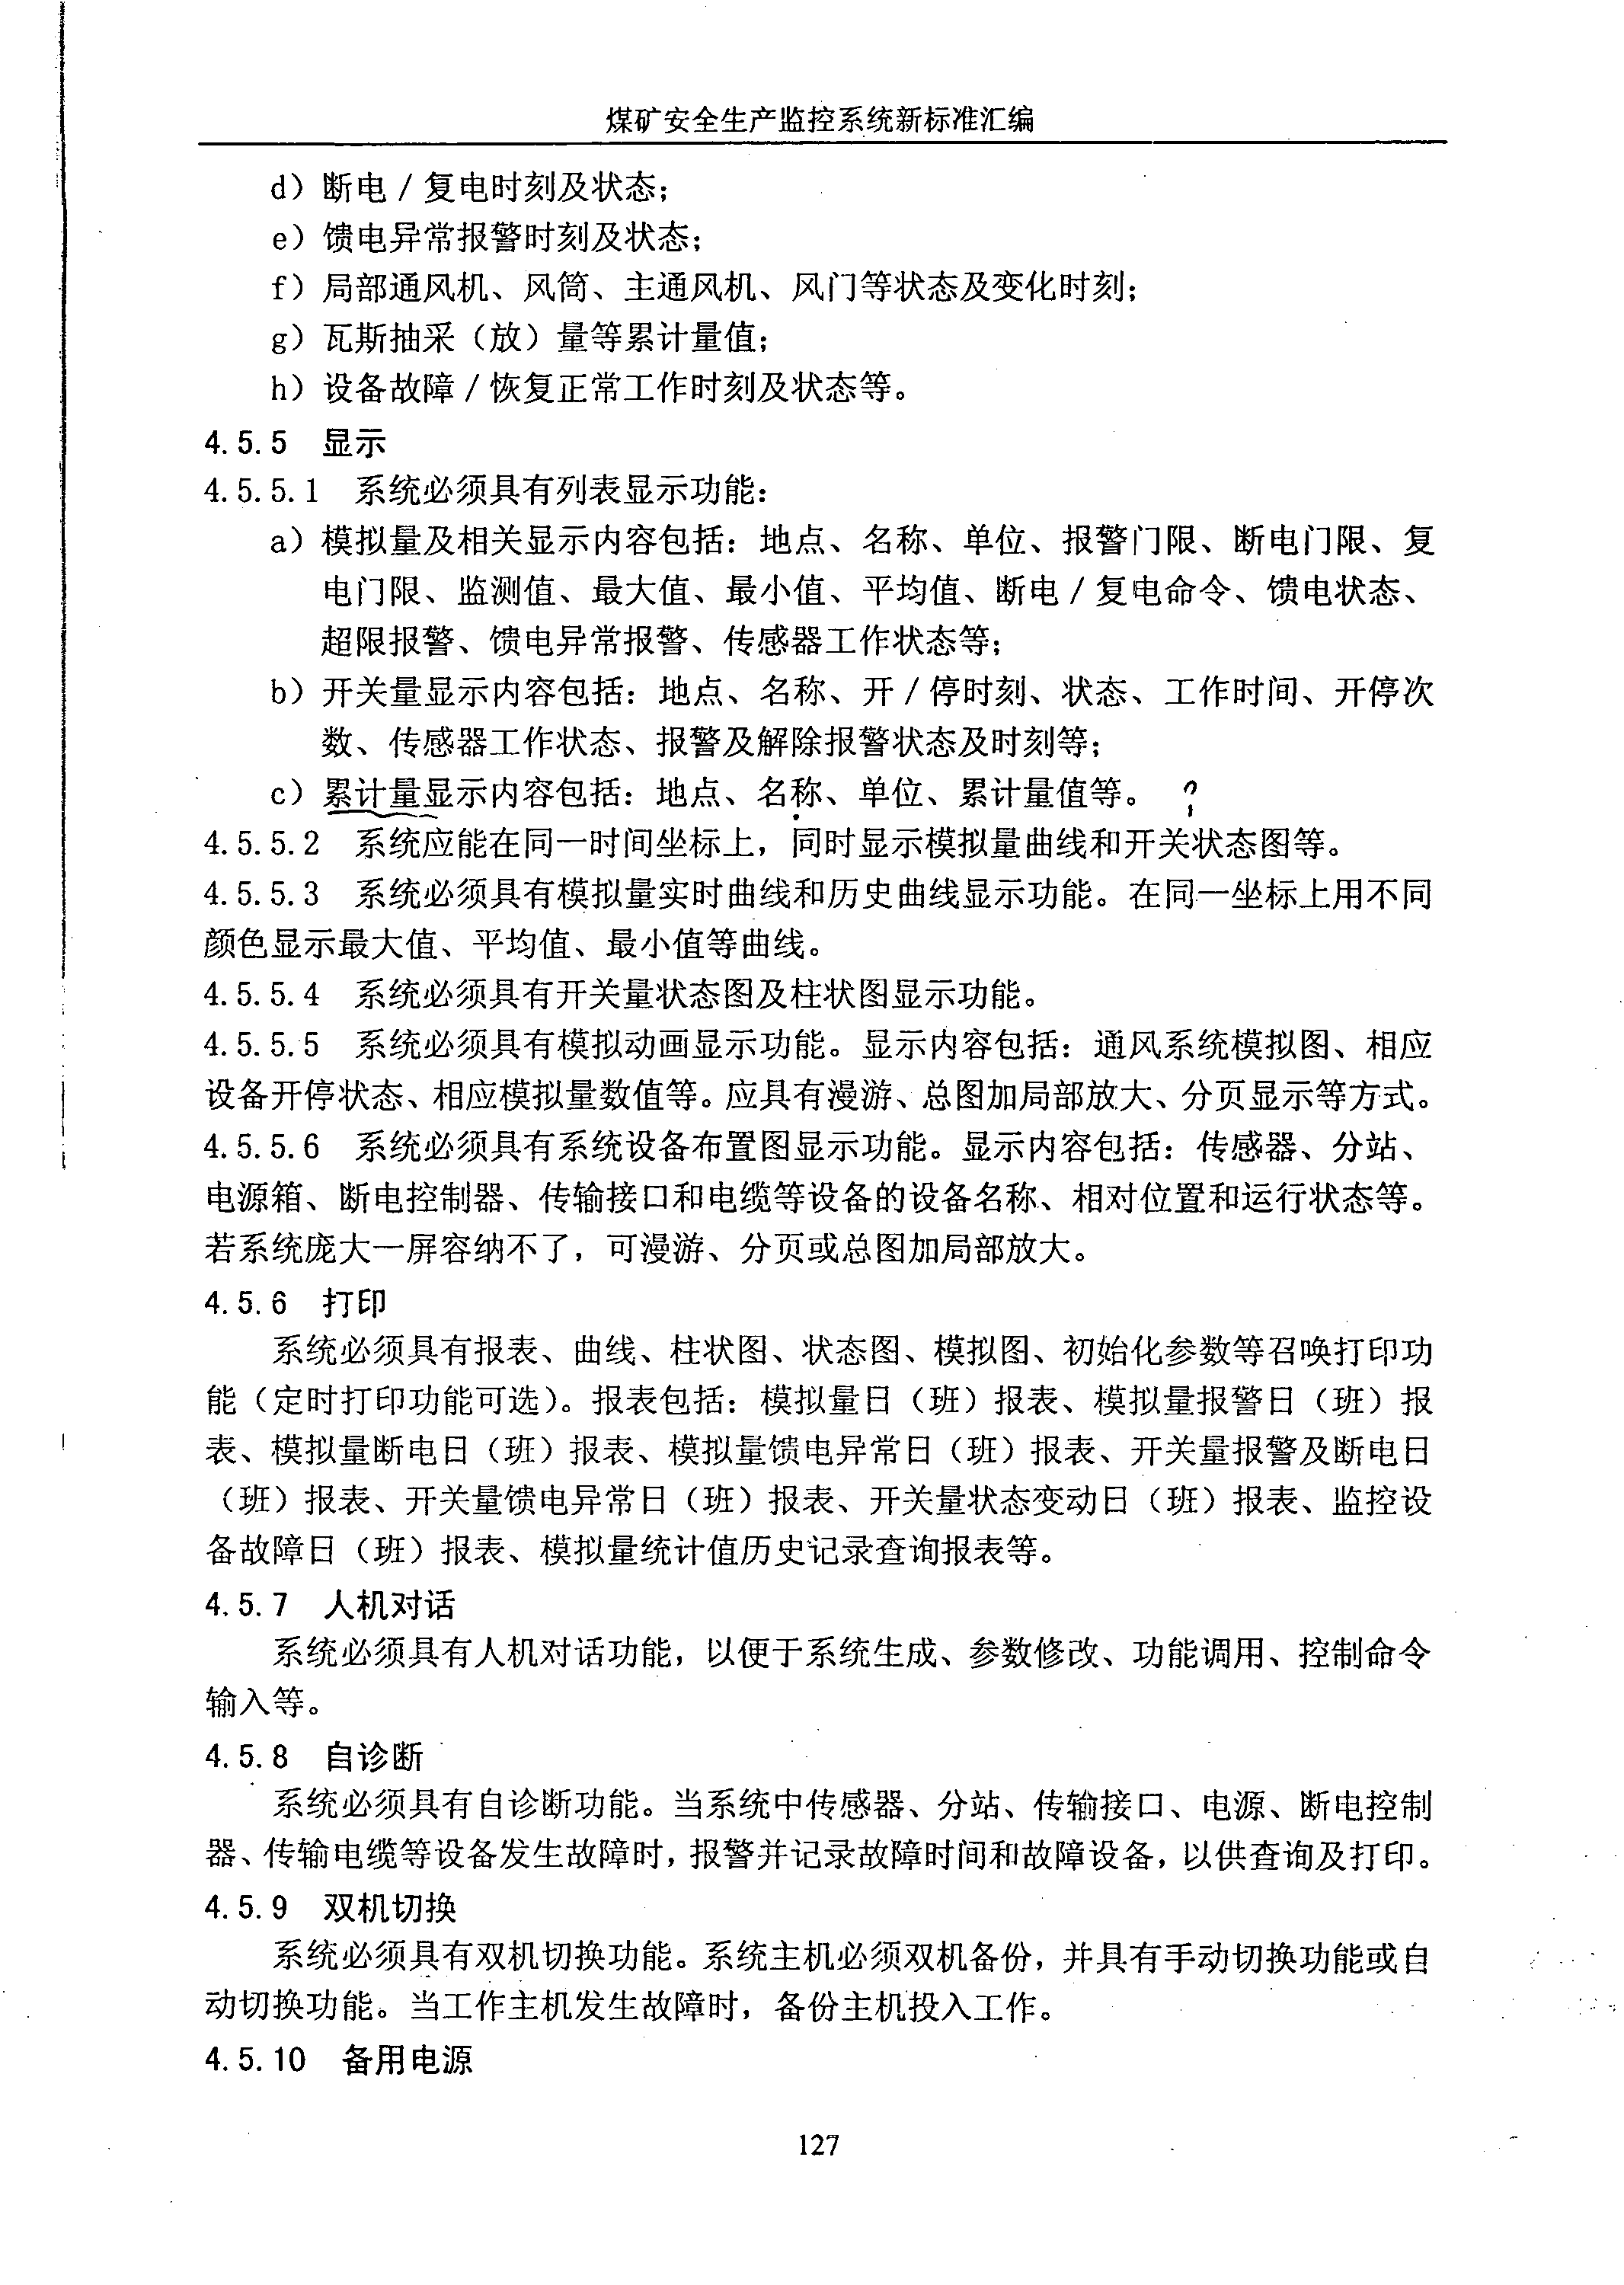 煤矿安全生产监控系统新标准汇编
d）断电/复电时刻及状态；
e）馈电异常报警时刻及状态；
f）局部通风机、风筒、主通风机、风门等状态及变化时刻；
g）瓦斯抽采（放）量等累计量值；
h）设备故障/恢复正常工作时刻及状态等。
4.5.5 显示
4.5.5.1 系统必须具有列表显示功能：
a）模拟量及相关显示内容包括：地点、名称、单位、报警门限、断电门限、复
电门限、监测值、最大值、最小值、平均值、断电/复电命令、馈电状态、
超限报警、馈电异常报警、传感器工作状态等；
b）开关量显示内容包括：地点、名称、开/停时刻、状态、工作时间、开停次
数、传感器工作状态、报警及解除报警状态及时刻等；
c）累计量显示内容包括：地点、名称、单位、累计量值等。 ?
4.5.5.2 系统应能在同一时间坐标上，同时显示模拟量曲线和开关状态图等。
4.5.5.3 系统必须具有模拟量实时曲线和历史曲线显示功能。在同一坐标上用不同
颜色显示最大值、平均值、最小值等曲线。
4.5.5.4 系统必须具有开关量状态图及柱状图显示功能。
4.5.5.5 系统必须具有模拟动画显示功能。显示内容包括：通风系统模拟图、相应
设备开停状态、相应模拟量数值等。应具有漫游、总图加局部放大、分页显示等方式。
4.5.5.6 系统必须具有系统设备布置图显示功能。显示内容包括：传感器、分站、
电源箱、断电控制器、传输接口和电缆等设备的设备名称、相对位置和运行状态等。
若系统庞大一屏容纳不了，可漫游、分页或总图加局部放大。
4.5.6 打印
系统必须具有报表、曲线、柱状图、状态图、模拟图、初始化参数等召唤打印功
能（定时打印功能可选）。报表包括：模拟量日（班）报表、模拟量报警日（班）报
表、模拟量断电日（班）报表、模拟量馈电异常日（班）报表、开关量报警及断电日
（班）报表、开关量馈电异常日（班）报表、开关量状态变动日（班）报表、监控设
备故障日（班）报表、模拟量统计值历史记录查询报表等。
4.5.7 人机对话
系统必须具有人机对话功能，以便于系统生成、参数修改、功能调用、控制命令
输入等。
4.5.8 自诊断
系统必须具有自诊断功能。当系统中传感器、分站、传输接口、电源、断电控制
器、传输电缆等设备发生故障时，报警并记录故障时间和故障设备，以供查询及打印。
4.5.9 双机切换
系统必须具有双机切换功能。系统主机必须双机备份，并具有手动切换功能或自
动切换功能。当工作主机发生故障时，备份主机投入工作。
4.5.10 备用电源
127